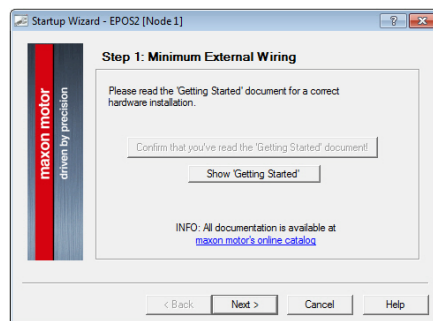 Startup Wizard - EPOS2 [Node 1]
Step 1: Minimum External Wiring
maxon motor
driven by precision
Please read the 'Getting Started' document for a correct
hardware installation.
Confirm that you've read the 'Getting Started' document!
Show 'Getting Started'
INFO: All documentation is available at
maxon motor's online catalog
< Back
Next >
Cancel
Help